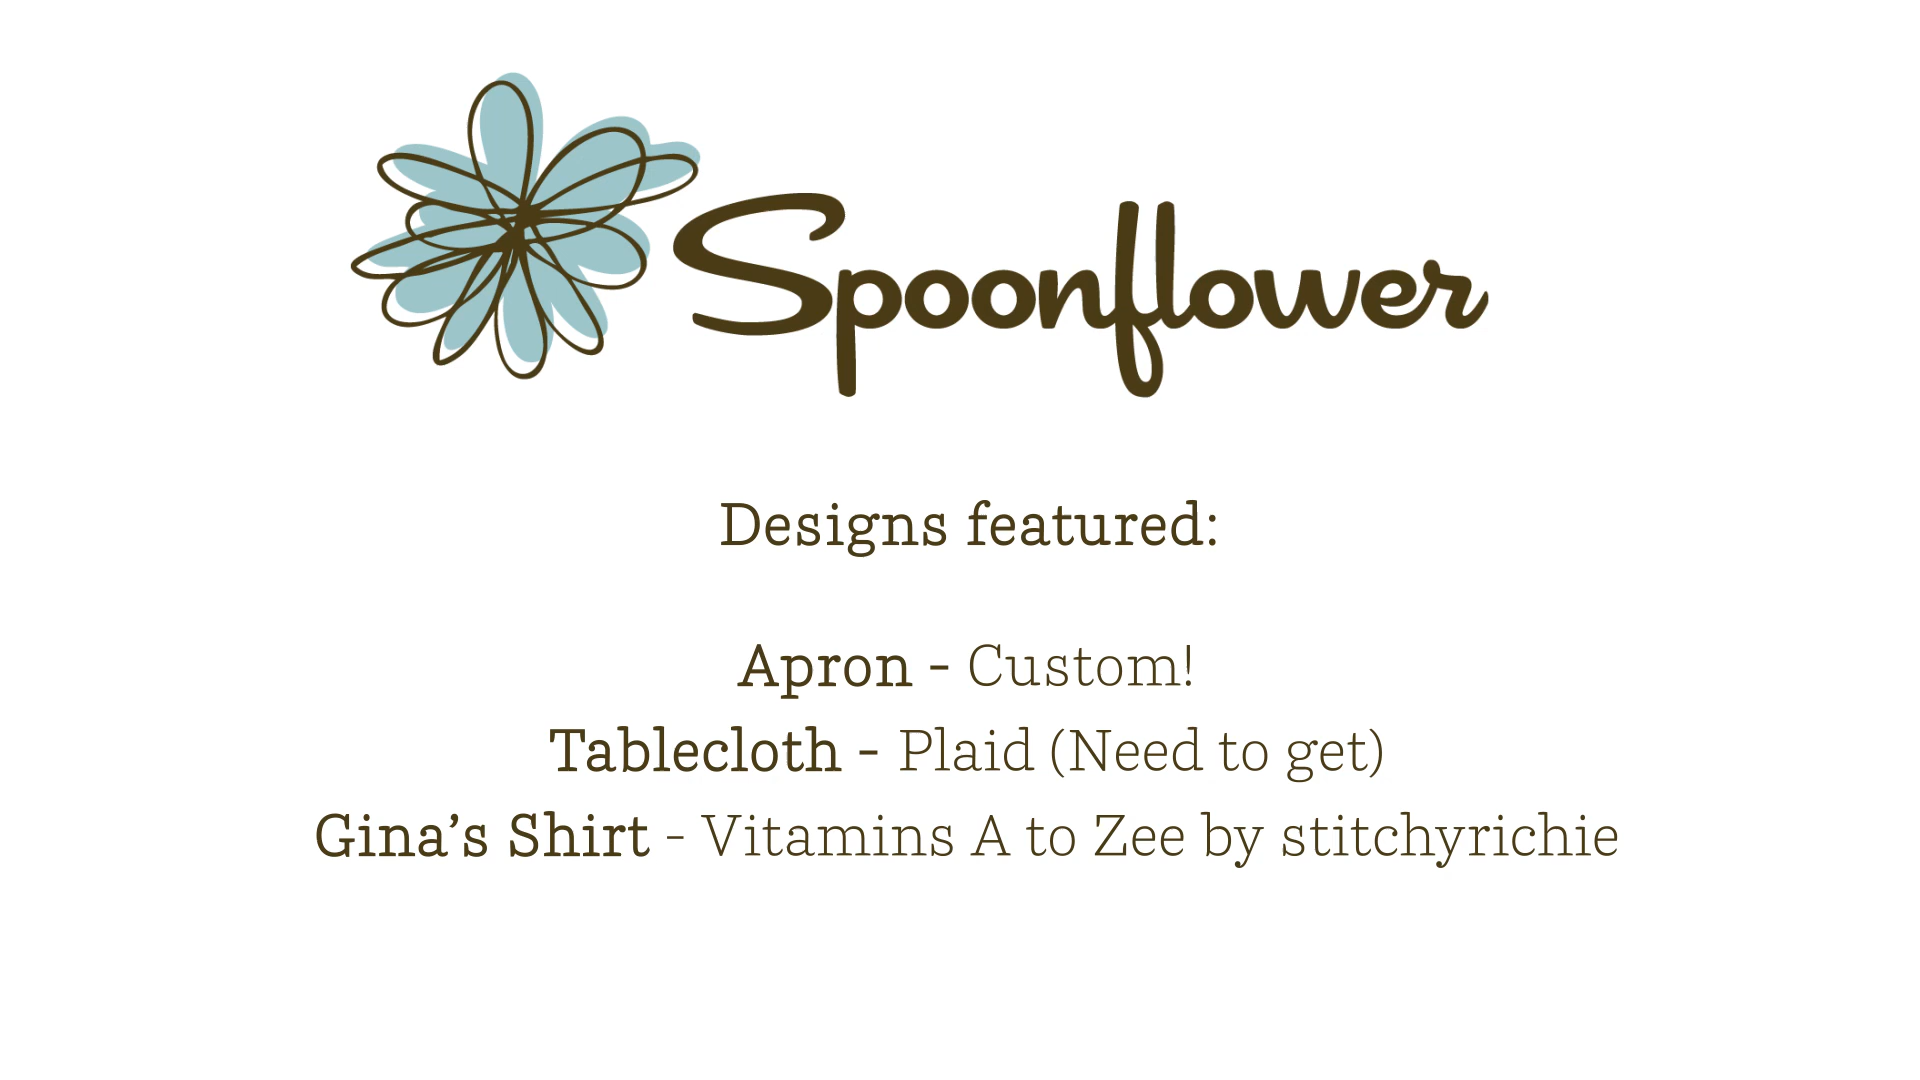 Spoonflower
Designs featured:
Apron - Custom!
Tablecloth - Plaid (Need to get)
Gina’s Shirt - Vitamins A to Zee by stitchyrichie